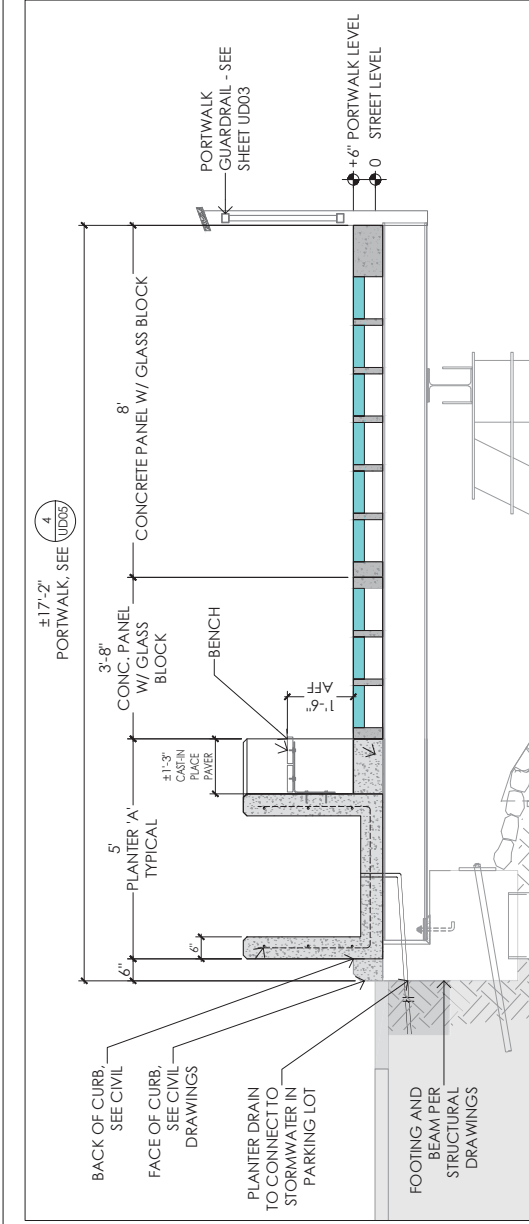 ±17'-2"
PORTWALK, SEE
4
UD05
6"
5'
PLANTER 'A'
TYPICAL
3'-8"
CONC. PANEL
W/ GLASS
BLOCK
8'
CONCRETE PANEL W/ GLASS BLOCK
PORTWALK
GUARDRAIL - SEE
SHEET UD03
±1'-3"
CAST-IN
PLACE
PAVER
BENCH
1'-6"
AFF
6"
+6" PORTWALK LEVEL
0 STREET LEVEL
BACK OF CURB,
SEE CIVIL
FACE OF CURB,
SEE CIVIL
DRAWINGS
PLANTER DRAIN
TO CONNECT TO
STORMWATER IN
PARKING LOT
FOOTING AND
BEAM PER
STRUCTURAL
DRAWINGS